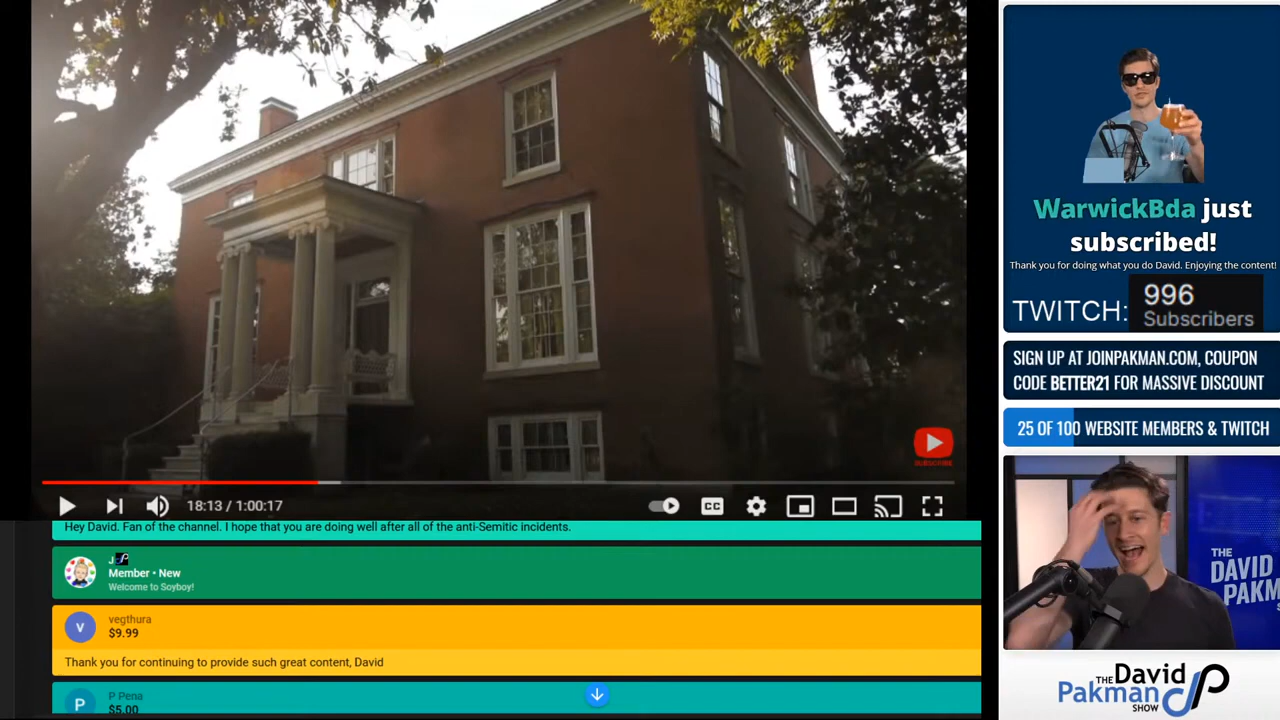 SUBSCRIBE
18:13 / 1:00:17
CC
Hey David. Fan of the channel. I hope that you are doing well after all of the anti-Semitic incidents.
J
Member • New
Welcome to Soyboy!
V
vegthura
$9.99
Thank you for continuing to provide such great content, David
P
P Pena
$5.00
WarwickBda just
subscribed!
Thank you for doing what you do David. Enjoying the content!
TWITCH:
996
Subscribers
SIGN UP AT JOINPAKMAN.COM, COUPON
CODE BETTER21 FOR MASSIVE DISCOUNT
25 OF 100 WEBSITE MEMBERS & TWITCH
THE
DAVID
PAKM
THE David
Pakman
SHOW